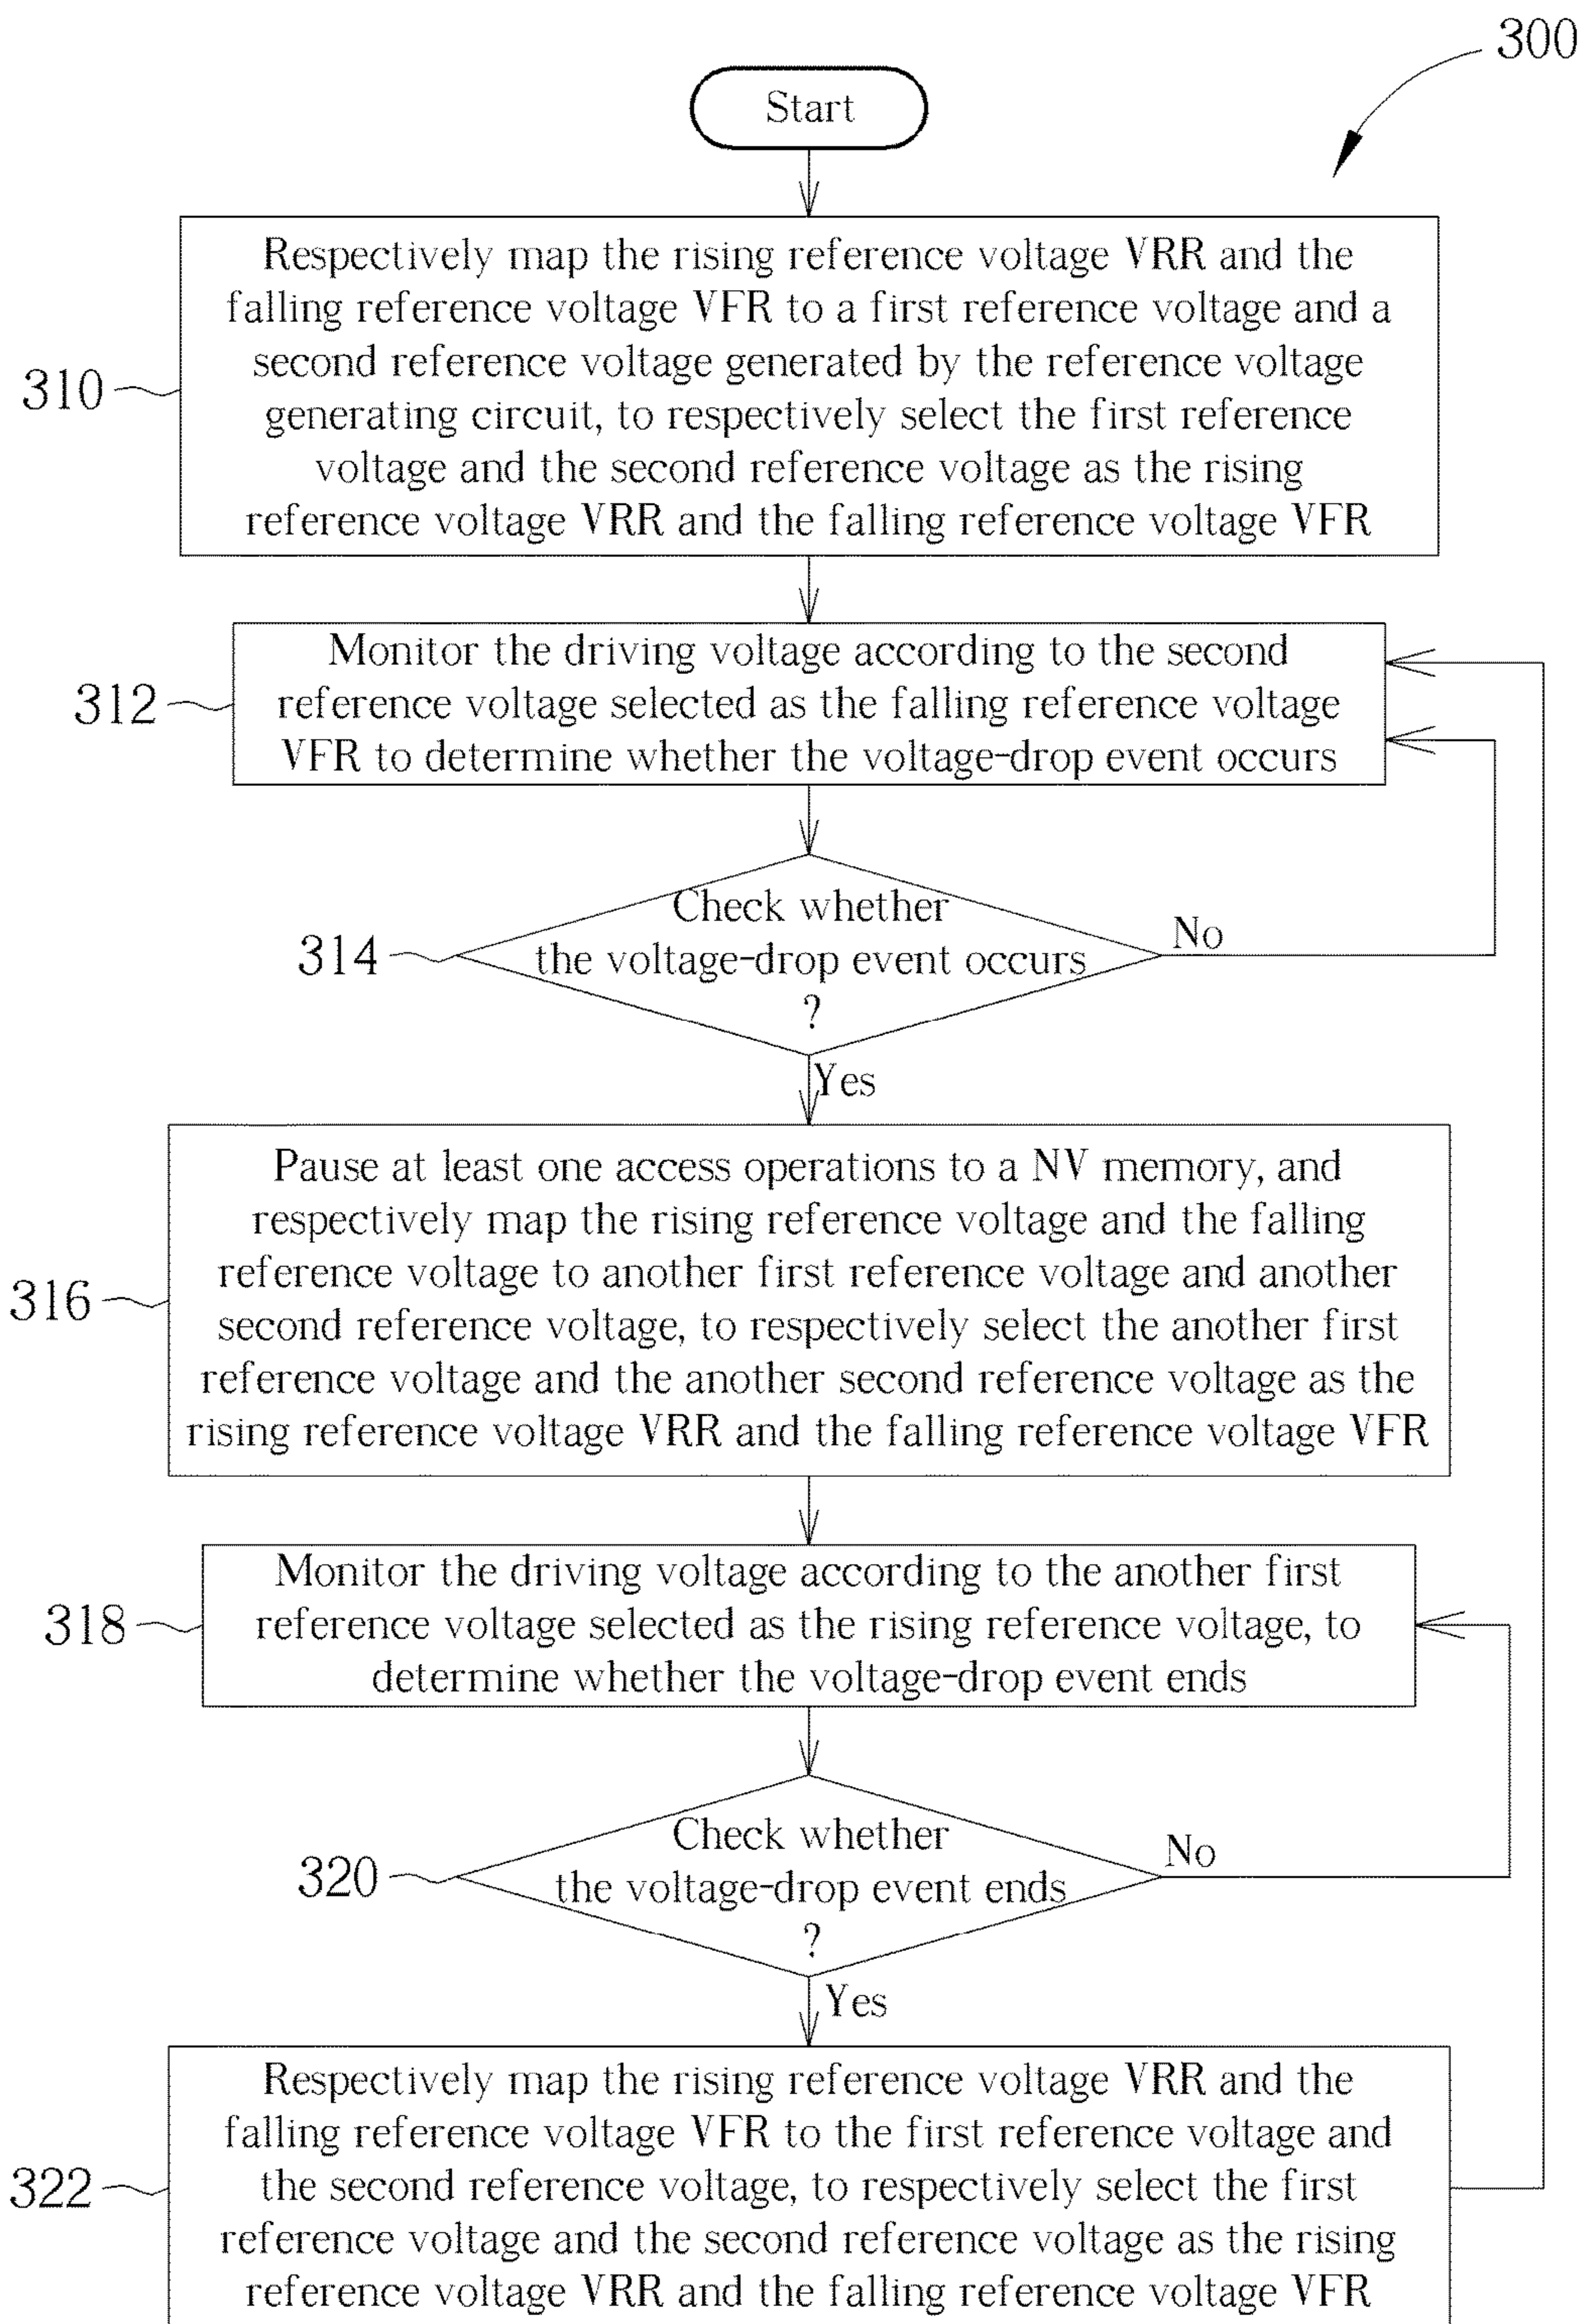 300
Start
310
Respectively map the rising reference voltage VRR and the
falling reference voltage VFR to a first reference voltage and a
second reference voltage generated by the reference voltage
generating circuit, to respectively select the first reference
voltage and the second reference voltage as the rising
reference voltage VRR and the falling reference voltage VFR
312
Monitor the driving voltage according to the second
reference voltage selected as the falling reference voltage
VFR to determine whether the voltage-drop event occurs
314
Check whether
the voltage-drop event occurs
?
No
Yes
316
Pause at least one access operations to a NV memory, and
respectively map the rising reference voltage and the falling
reference voltage to another first reference voltage and another
second reference voltage, to respectively select the another first
reference voltage and the another second reference voltage as the
rising reference voltage VRR and the falling reference voltage VFR
318
Monitor the driving voltage according to the another first
reference voltage selected as the rising reference voltage, to
determine whether the voltage-drop event ends
320
Check whether
the voltage-drop event ends
?
No
Yes
322
Respectively map the rising reference voltage VRR and the
falling reference voltage VFR to the first reference voltage and
the second reference voltage, to respectively select the first
reference voltage and the second reference voltage as the rising
reference voltage VRR and the falling reference voltage VFR